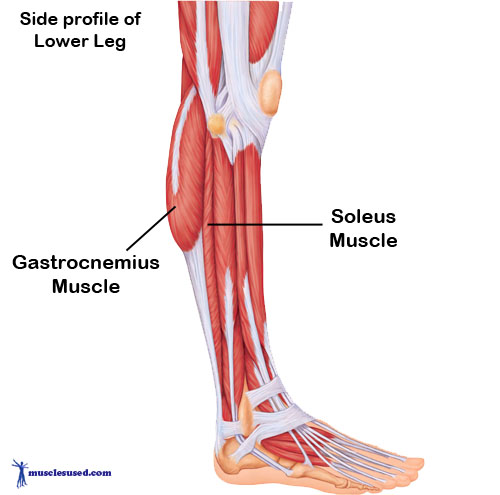 Side profile of
Lower Leg
Soleus
Muscle
Gastrocnemius
Muscle
musclesused.com